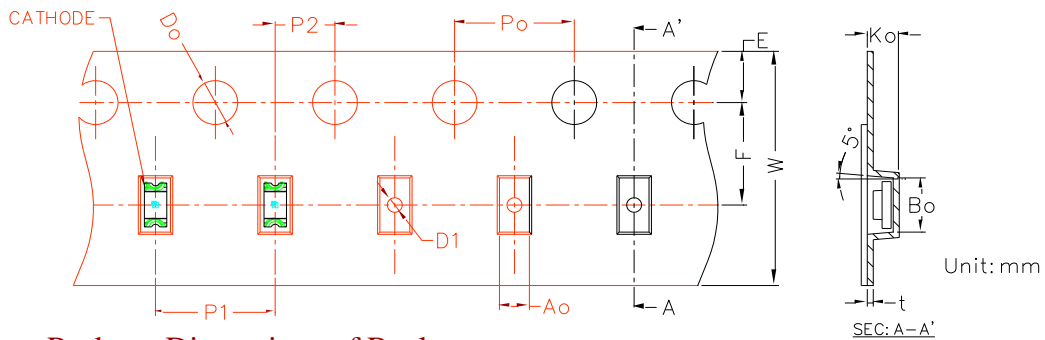 CATHODE
Do
P2
Po
A'
E
Ko
F
W
5°
Bo
D1
Unit: mm
P1
Ao
A
t
SEC: A-A'